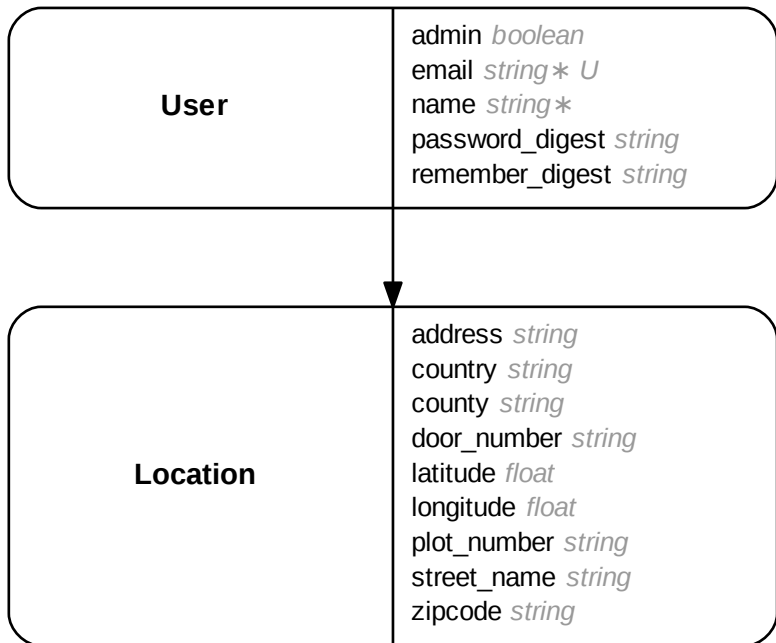 User
admin boolean
email string∗ U
name string∗
password_digest string
remember_digest string
Location
address string
country string
county string
door_number string
latitude float
longitude float
plot_number string
street_name string
zipcode string